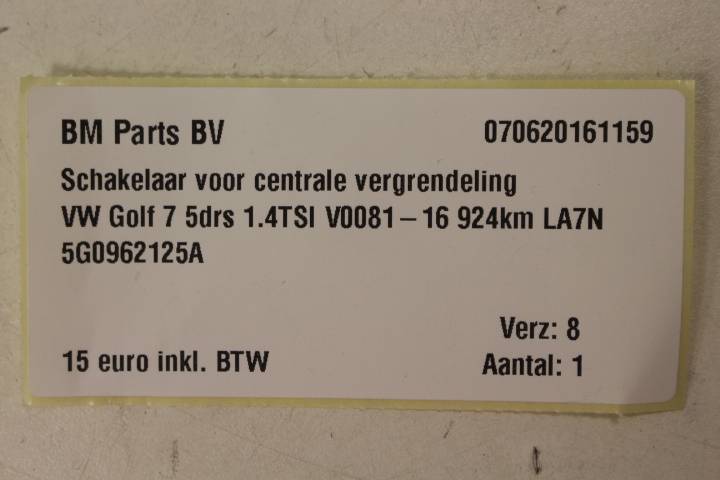 BM Parts BV 070620161159
Schakelaar voor centrale vergrendeling
VW Golf 7 5drs 1.4TSI V0081 – 16 924km LA7N
5G0962125A
Verz: 8
15 euro inkl. BTW Aantal: 1